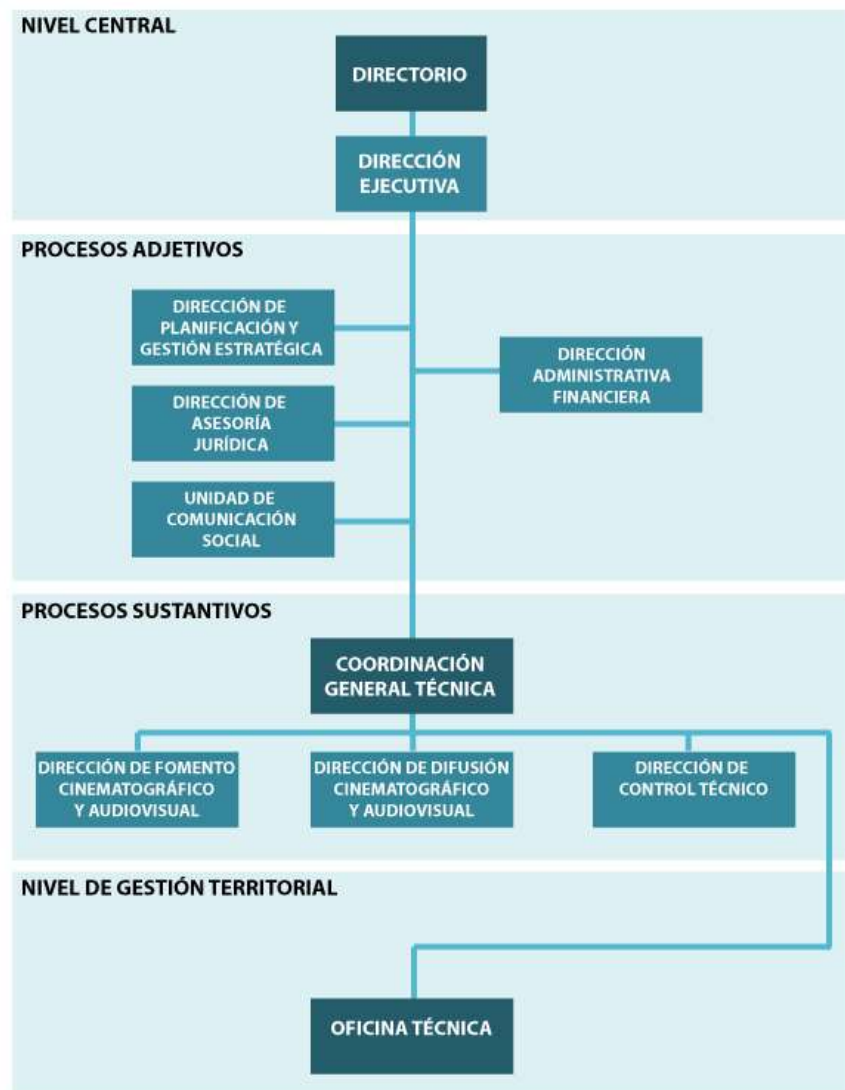 NIVEL CENTRAL
DIRECTORIO
DIRECCIÓN
EJECUTIVA
PROCESOS ADJETIVOS
DIRECCIÓN DE
PLANIFICACIÓN Y
GESTIÓN ESTRATÉGICA
DIRECCIÓN
ADMINISTRATIVA
FINANCIERA
DIRECCIÓN DE
ASESORÍA
JURÍDICA
UNIDAD DE
COMUNICACIÓN
SOCIAL
PROCESOS SUSTANTIVOS
COORDINACIÓN
GENERAL TÉCNICA
DIRECCIÓN DE FOMENTO
CINEMATOGRÁFICO
Y AUDIOVISUAL
DIRECCIÓN DE DIFUSIÓN
CINEMATOGRÁFICO
Y AUDIOVISUAL
DIRECCIÓN DE
CONTROL TÉCNICO
NIVEL DE GESTIÓN TERRITORIAL
OFICINA TÉCNICA